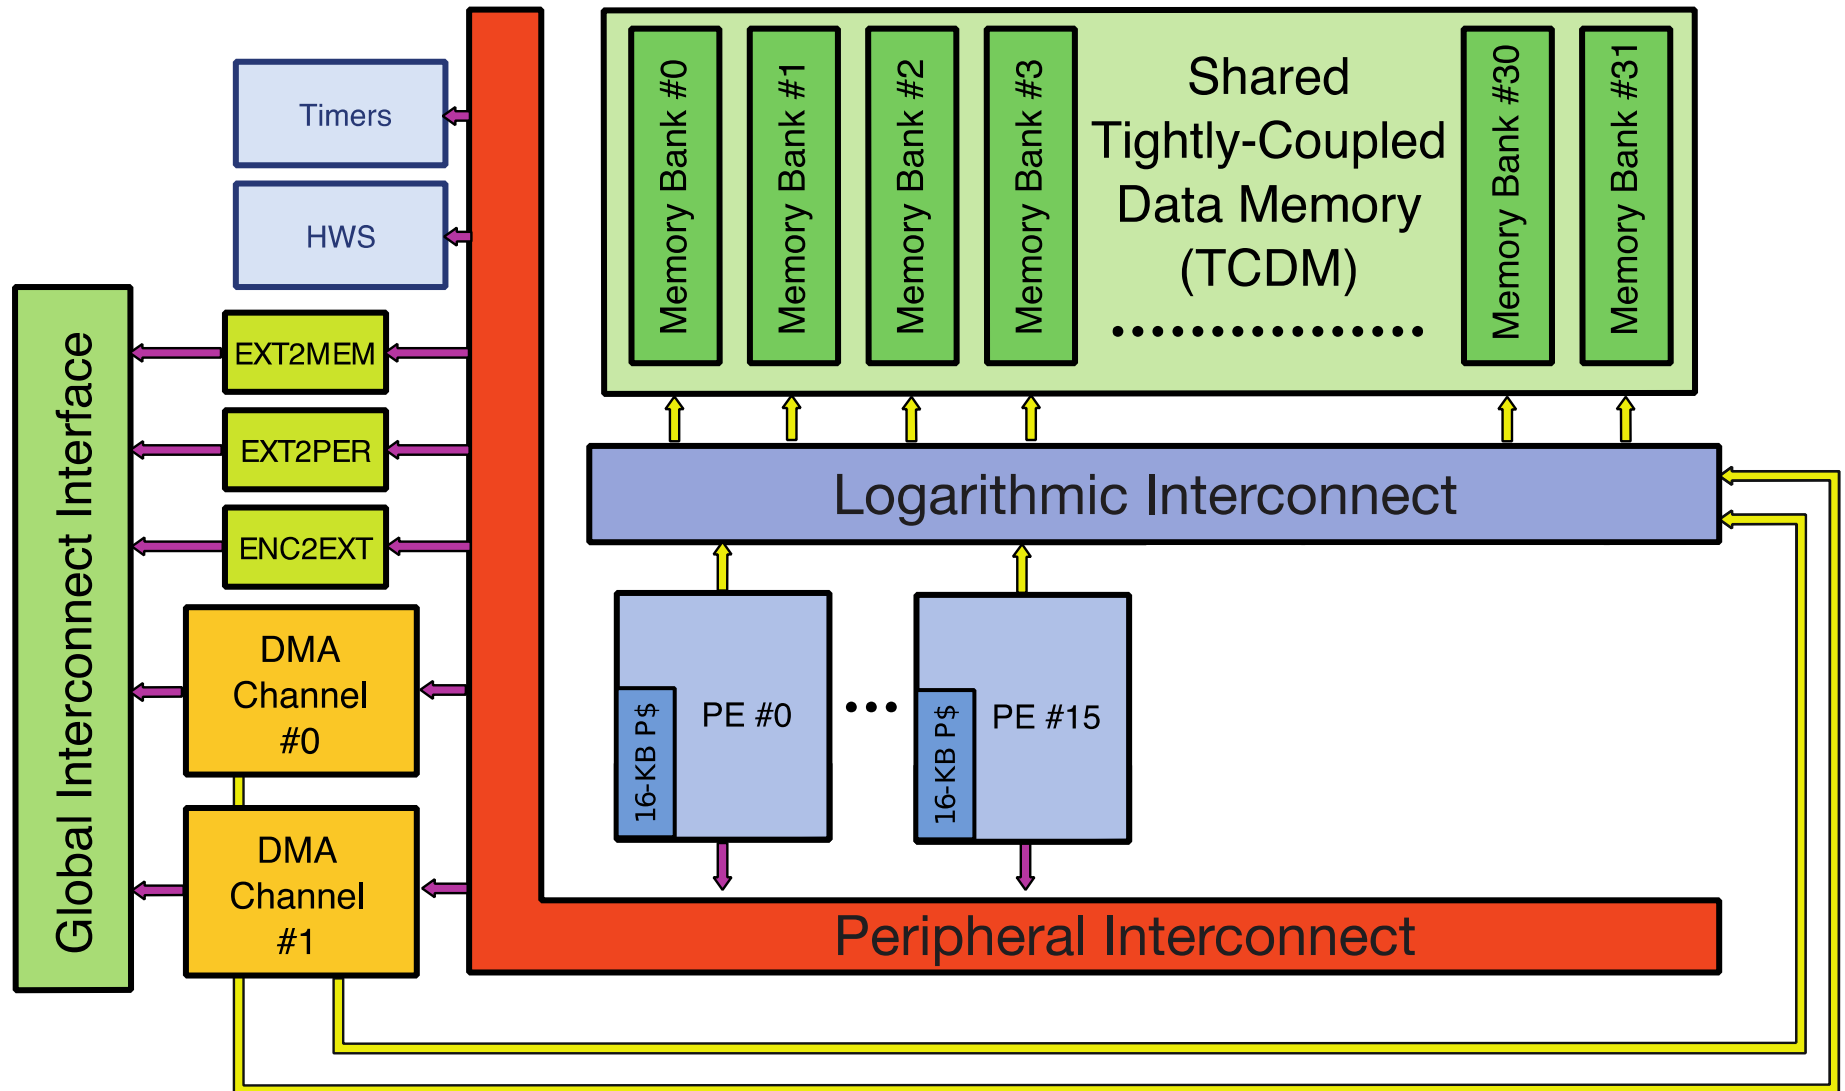 Timers
HWS
Global Interconnect Interface
EXT2MEM
EXT2PER
ENC2EXT
DMA
Channel
#0
DMA
Channel
#1
Memory Bank #0
Memory Bank #1
Memory Bank #2
Memory Bank #3
Shared
Tightly-Coupled
Data Memory
(TCDM)
Memory Bank #30
Memory Bank #31
Logarithmic Interconnect
PE #0
16-KB P$
PE #15
16-KB P$
Peripheral Interconnect